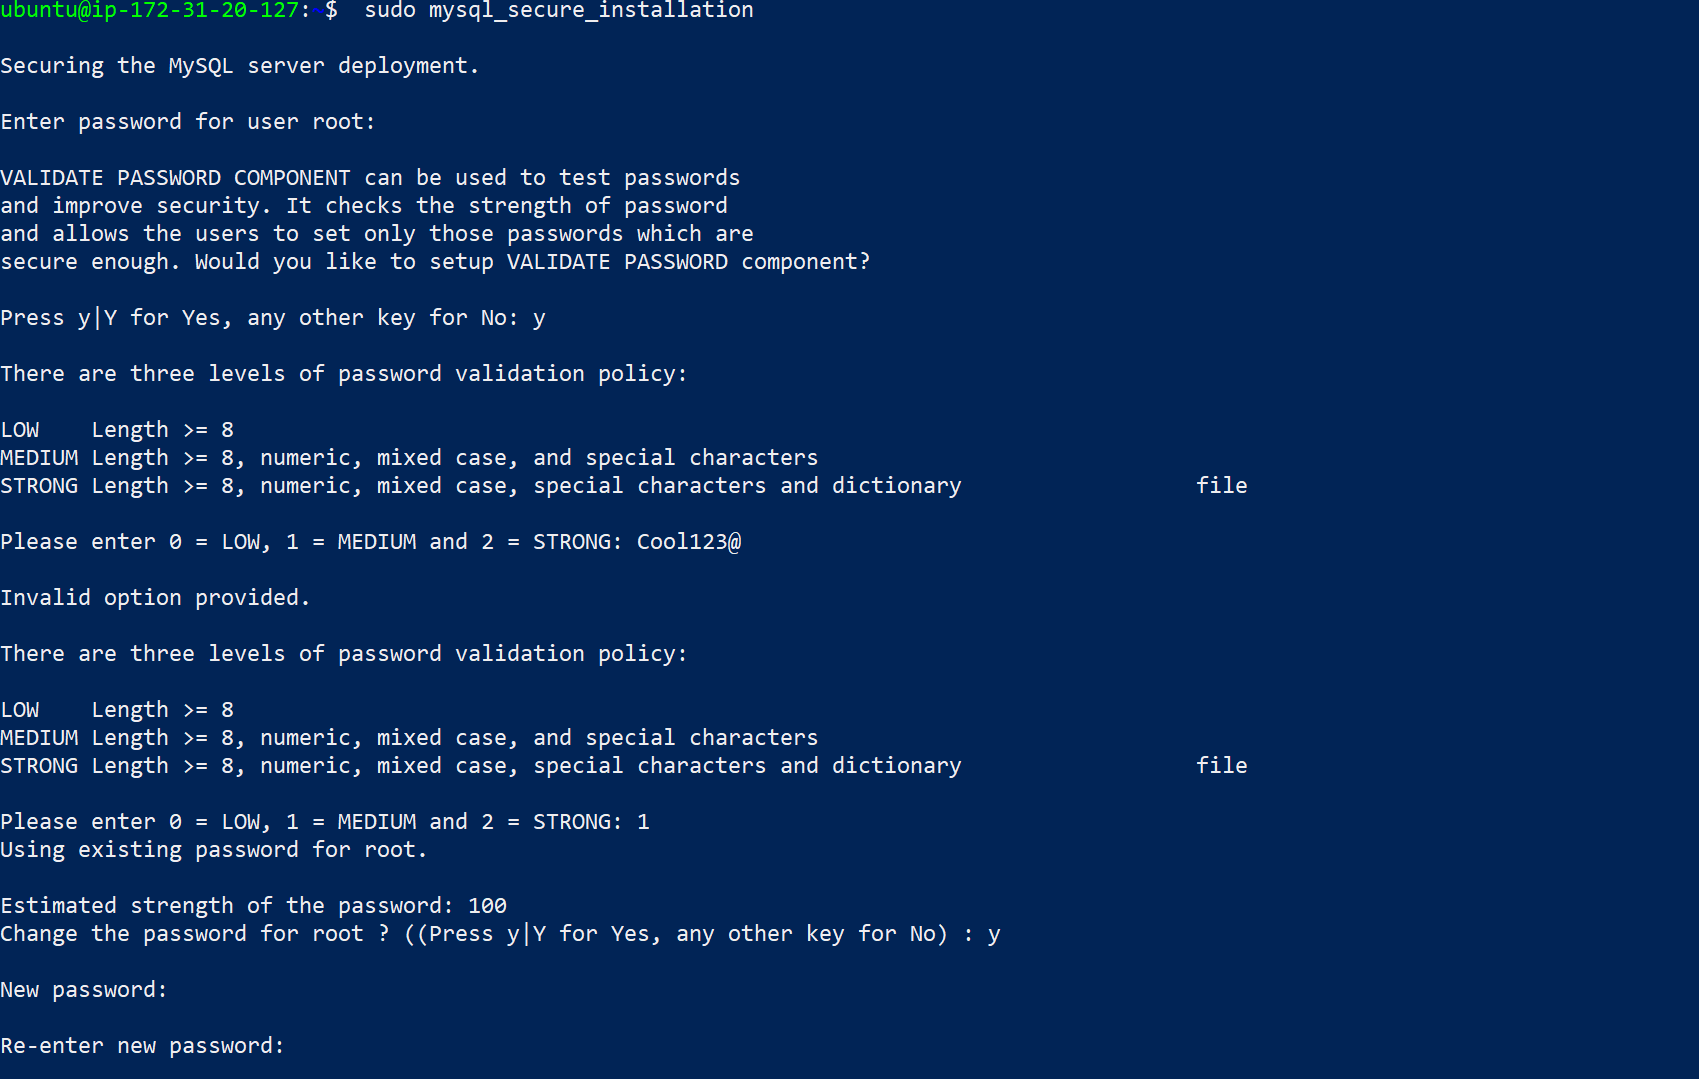 ubuntu@ip-172-31-20-127:~$  sudo mysql_secure_installation
Securing the MySQL server deployment.
Enter password for user root:
VALIDATE PASSWORD COMPONENT can be used to test passwords
and improve security. It checks the strength of password
and allows the users to set only those passwords which are
secure enough. Would you like to setup VALIDATE PASSWORD component?
Press y|Y for Yes, any other key for No: y
There are three levels of password validation policy:
LOW    Length >= 8
MEDIUM Length >= 8, numeric, mixed case, and special characters
STRONG Length >= 8, numeric, mixed case, special characters and dictionary                  file
Please enter 0 = LOW, 1 = MEDIUM and 2 = STRONG: Cool123@
Invalid option provided.
There are three levels of password validation policy:
LOW    Length >= 8
MEDIUM Length >= 8, numeric, mixed case, and special characters
STRONG Length >= 8, numeric, mixed case, special characters and dictionary                  file
Please enter 0 = LOW, 1 = MEDIUM and 2 = STRONG: 1
Using existing password for root.
Estimated strength of the password: 100
Change the password for root ? ((Press y|Y for Yes, any other key for No) : y
New password:
Re-enter new password: